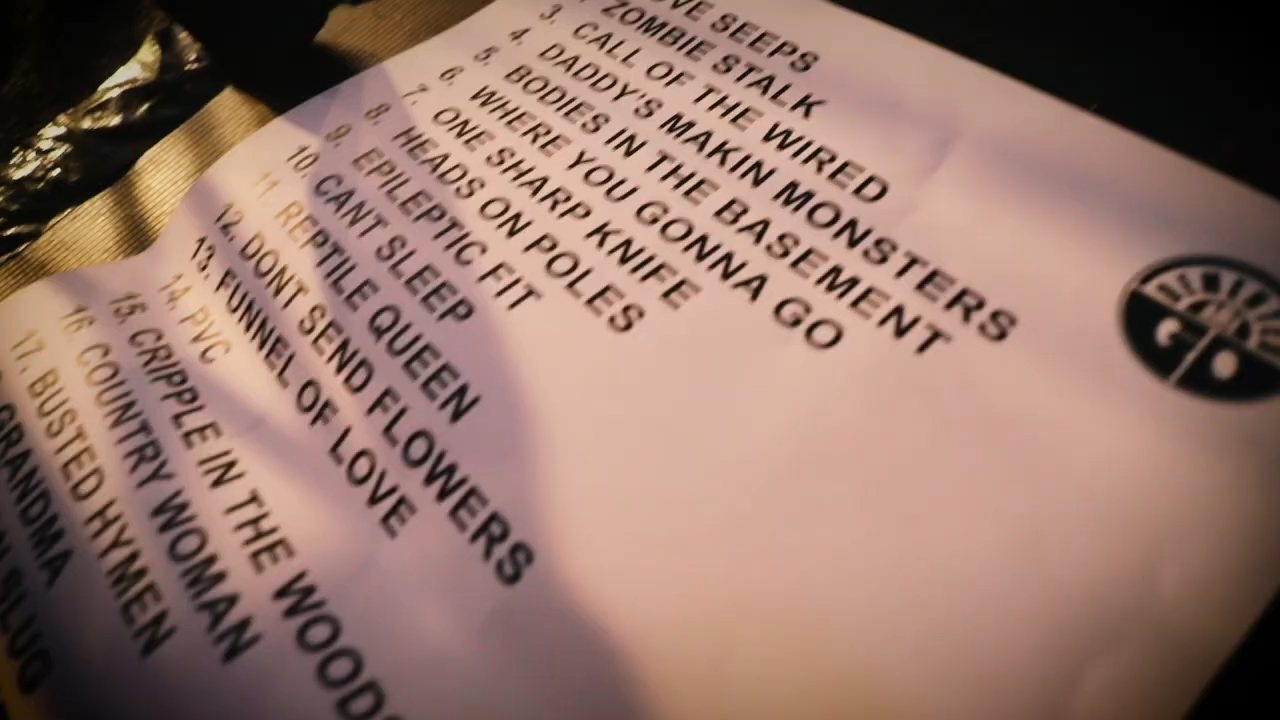 SEEPS
ZOMBIE STALK
3. CALL OF THE WIRED
4. DADDY'S MAKIN MONSTERS
5. BODIES IN THE BASEMENT
6. WHERE YOU GONNA GO
7. ONE SHARP KNIFE
8. HEADS ON POLES
9. EPILEPTIC FIT
10. CANT SLEEP
11. REPTILE QUEEN
12. DONT SEND FLOWERS
13. FUNNEL OF LOVE
14. PVC
15. CRIPPLE IN THE WOODS
16. COUNTRY WOMAN
17. BUSTED HYMEN
GRANDMA
SLUG